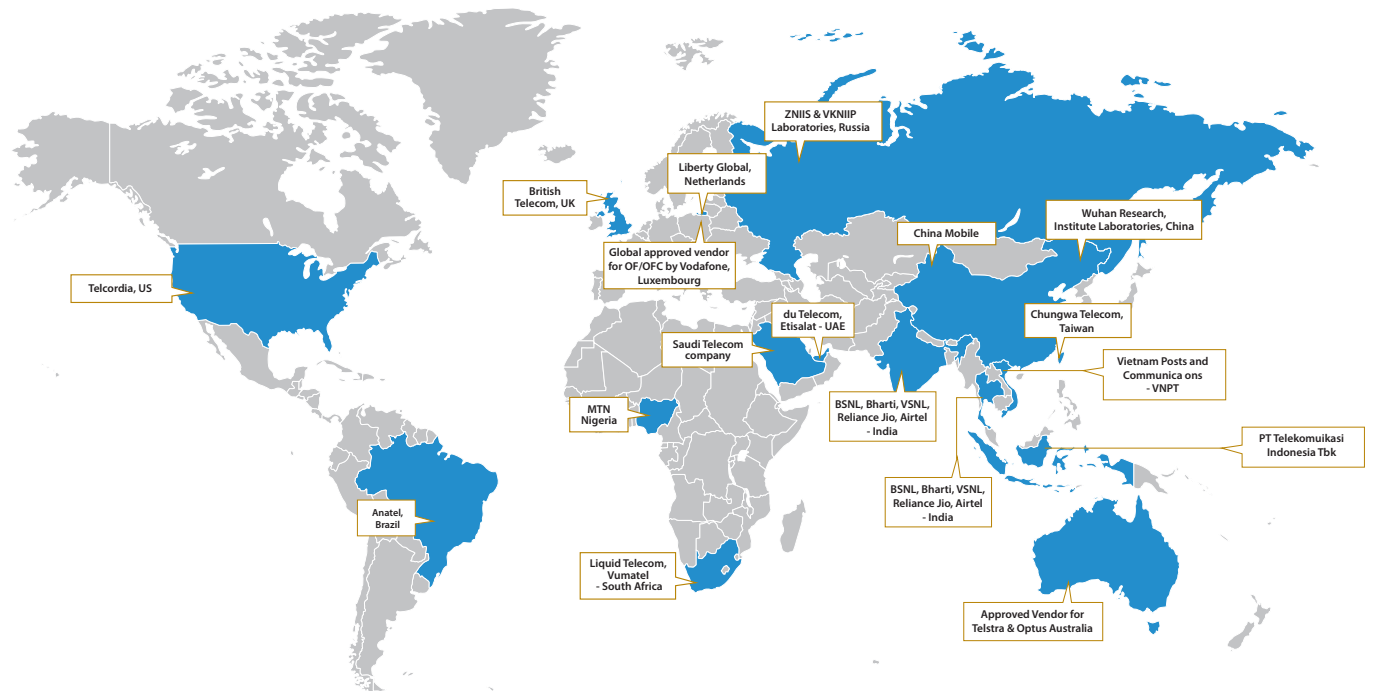 ZNIIS & VKNIIP
Laboratories, Russia
Liberty Global,
Netherlands
British
Telecom, UK
Wuhan Research,
Institute Laboratories, China
China Mobile
Global approved vendor
for OF/OFC by Vodafone,
Luxembourg
Telcordia, US
du Telecom,
Etisalat - UAE
Chungwa Telecom,
Taiwan
Saudi Telecom
company
Vietnam Posts and
Communica ons
- VNPT
MTN
Nigeria
BSNL, Bharti, VSNL,
Reliance Jio, Airtel
- India
PT Telekomuikasi
Indonesia Tbk
BSNL, Bharti, VSNL,
Reliance Jio, Airtel
- India
Anatel,
Brazil
Liquid Telecom,
Vumatel
- South Africa
Approved Vendor for
Telstra & Optus Australia